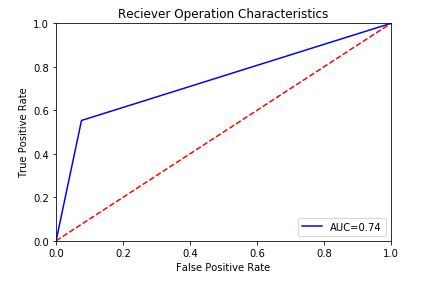 Reciever Operation Characteristics
1.0
0.8
0.6
0.4
0.2
0.0
True Positive Rate
AUC=0.74
0.0 0.2 0.4 0.6 0.8 1.0
False Positive Rate